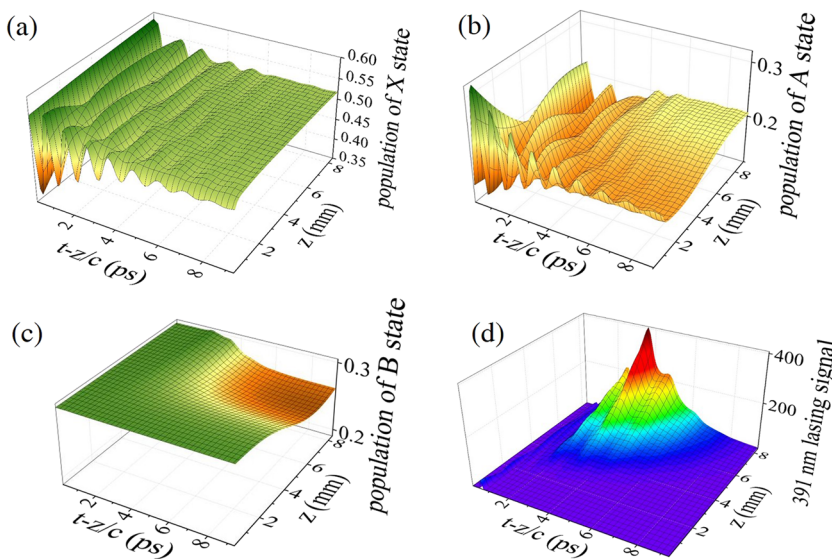 (a)
0.60
0.55
0.50
0.45
0.40
0.35
population of X state
8
6
4
2
z (mm)
2
4
6
8
t-z/c (ps)
(b)
0.3
0.2
population of A state
8
6
4
2
z (mm)
2
4
6
8
t-z/c (ps)
(c)
0.3
0.2
population of B state
8
6
4
2
z (mm)
2
4
6
8
t-z/c (ps)
(d)
400
200
391 nm lasing signal
8
6
4
2
z (mm)
2
4
6
8
t-z/c (ps)